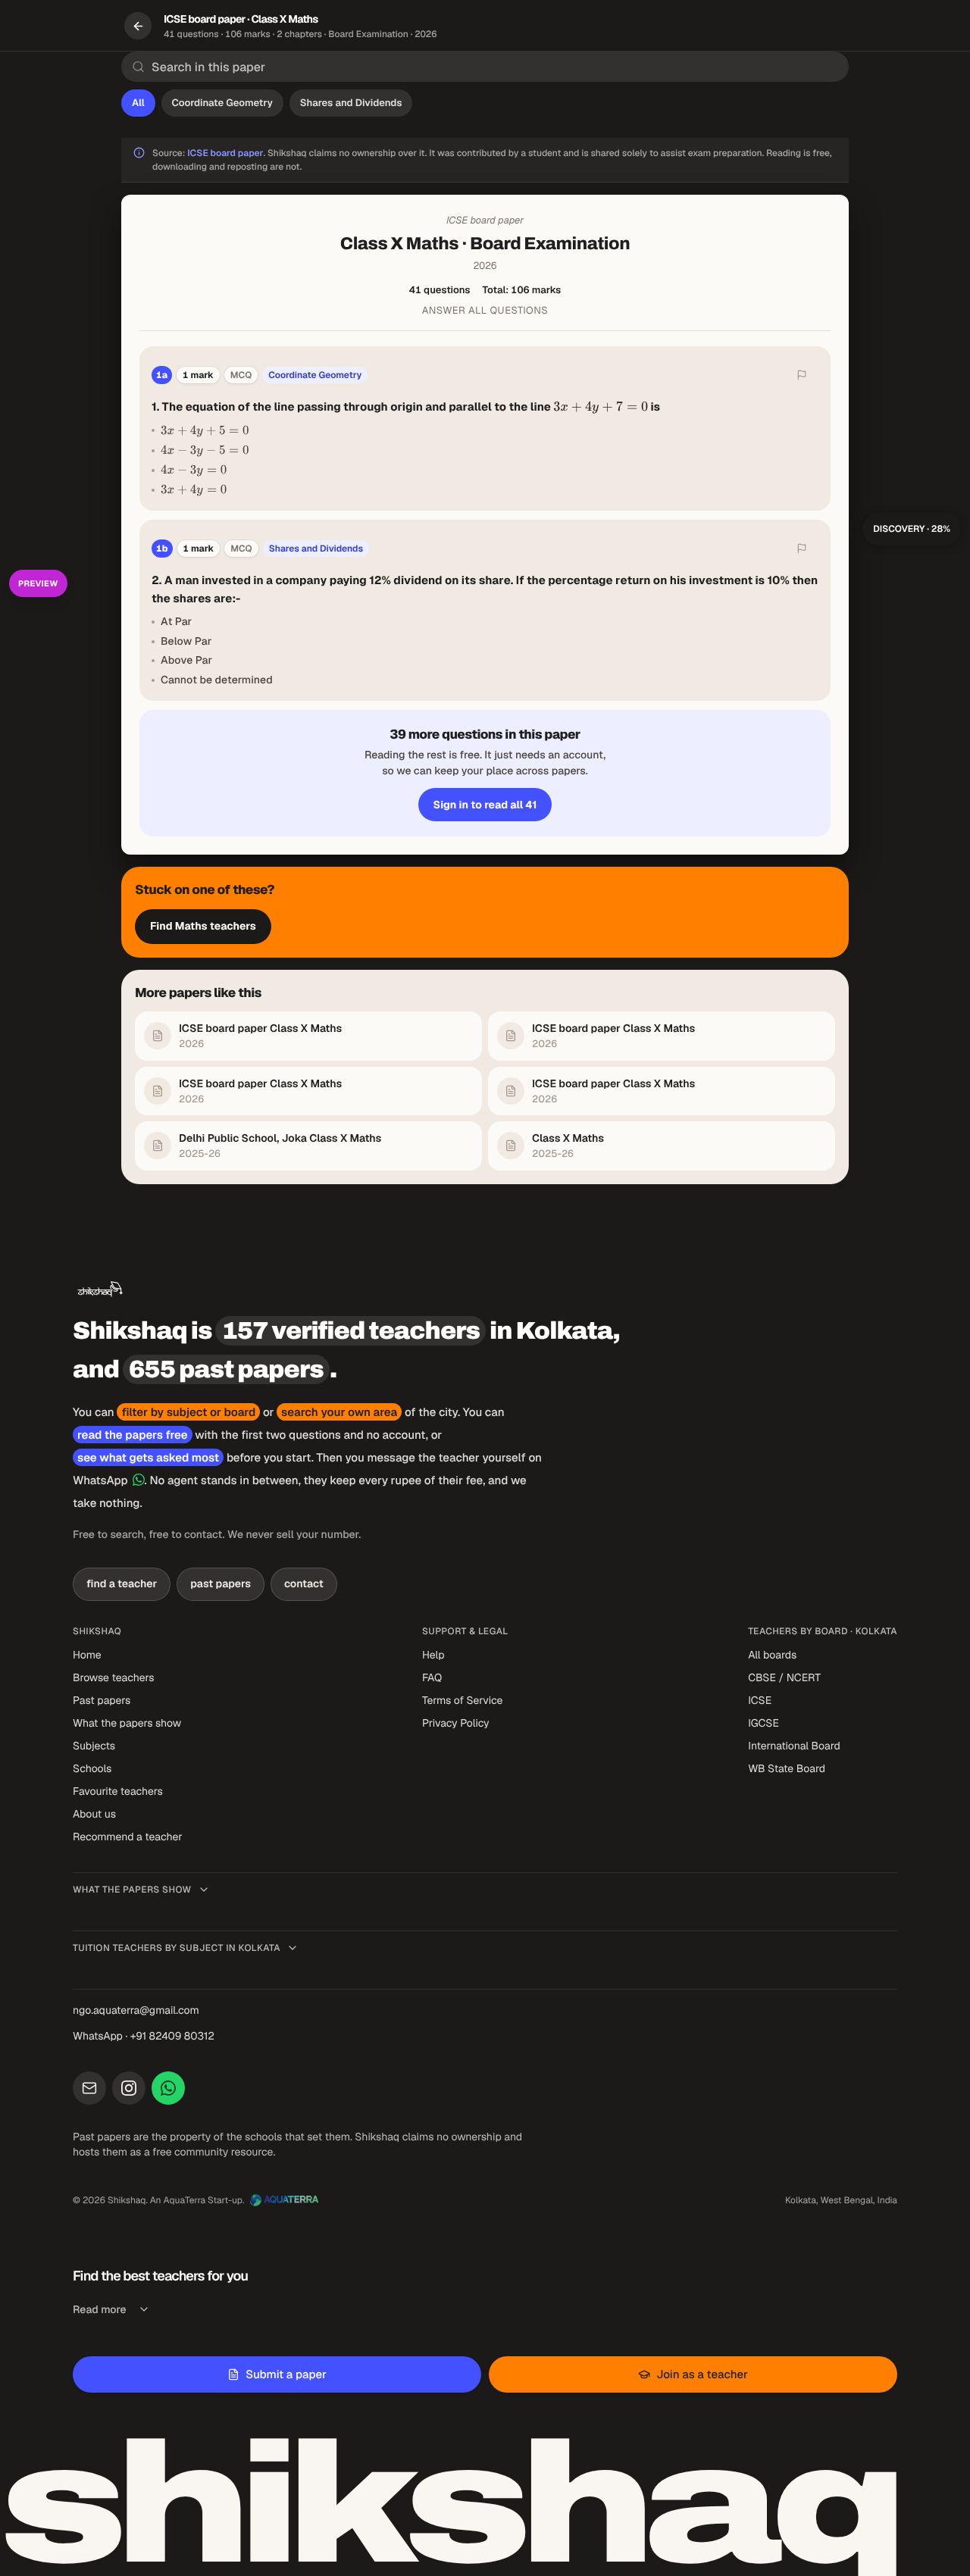 ICSE board paper · Class X Maths
41 questions · 106 marks · 2 chapters · Board Examination · 2026
Search in this paper
All
Coordinate Geometry
Shares and Dividends
Source: ICSE board paper. Shikshaq claims no ownership over it. It was contributed by a student and is shared solely to assist exam preparation. Reading is free,
downloading and reposting are not.
ICSE board paper
Class X Maths · Board Examination
2026
41 questions Total: 106 marks
ANSWER ALL QUESTIONS
1a 1 mark MCQ Coordinate Geometry
1. The equation of the line passing through origin and parallel to the line 3x + 4y + 7 = 0 is
3x + 4y + 5 = 0
4x − 3y − 5 = 0
4x − 3y = 0
3x + 4y = 0
DISCOVERY · 28%
1b 1 mark MCQ Shares and Dividends
PREVIEW
2. A man invested in a company paying 12% dividend on its share. If the percentage return on his investment is 10% then
the shares are:-
At Par
Below Par
Above Par
Cannot be determined
39 more questions in this paper
Reading the rest is free. It just needs an account,
so we can keep your place across papers.
Sign in to read all 41
Stuck on one of these?
Find Maths teachers
More papers like this
ICSE board paper Class X Maths
2026
ICSE board paper Class X Maths
2026
ICSE board paper Class X Maths
2026
ICSE board paper Class X Maths
2026
Delhi Public School, Joka Class X Maths
2025-26
Class X Maths
2025-26
shikshaq
Shikshaq is 157 verified teachers in Kolkata,
and 655 past papers.
You can filter by subject or board or search your own area of the city. You can
read the papers free with the first two questions and no account, or
see what gets asked most before you start. Then you message the teacher yourself on
WhatsApp . No agent stands in between, they keep every rupee of their fee, and we
take nothing.
Free to search, free to contact. We never sell your number.
find a teacher
past papers
contact
SHIKSHAQ
Home
Browse teachers
Past papers
What the papers show
Subjects
Schools
Favourite teachers
About us
Recommend a teacher
SUPPORT & LEGAL
Help
FAQ
Terms of Service
Privacy Policy
TEACHERS BY BOARD · KOLKATA
All boards
CBSE / NCERT
ICSE
IGCSE
International Board
WB State Board
WHAT THE PAPERS SHOW
TUITION TEACHERS BY SUBJECT IN KOLKATA
ngo.aquaterra@gmail.com
WhatsApp · +91 82409 80312
Past papers are the property of the schools that set them. Shikshaq claims no ownership and
hosts them as a free community resource.
© 2026 Shikshaq. An AquaTerra Start-up. AQUATERRA
Kolkata, West Bengal, India
Find the best teachers for you
Read more
Submit a paper
Join as a teacher
shikshaq